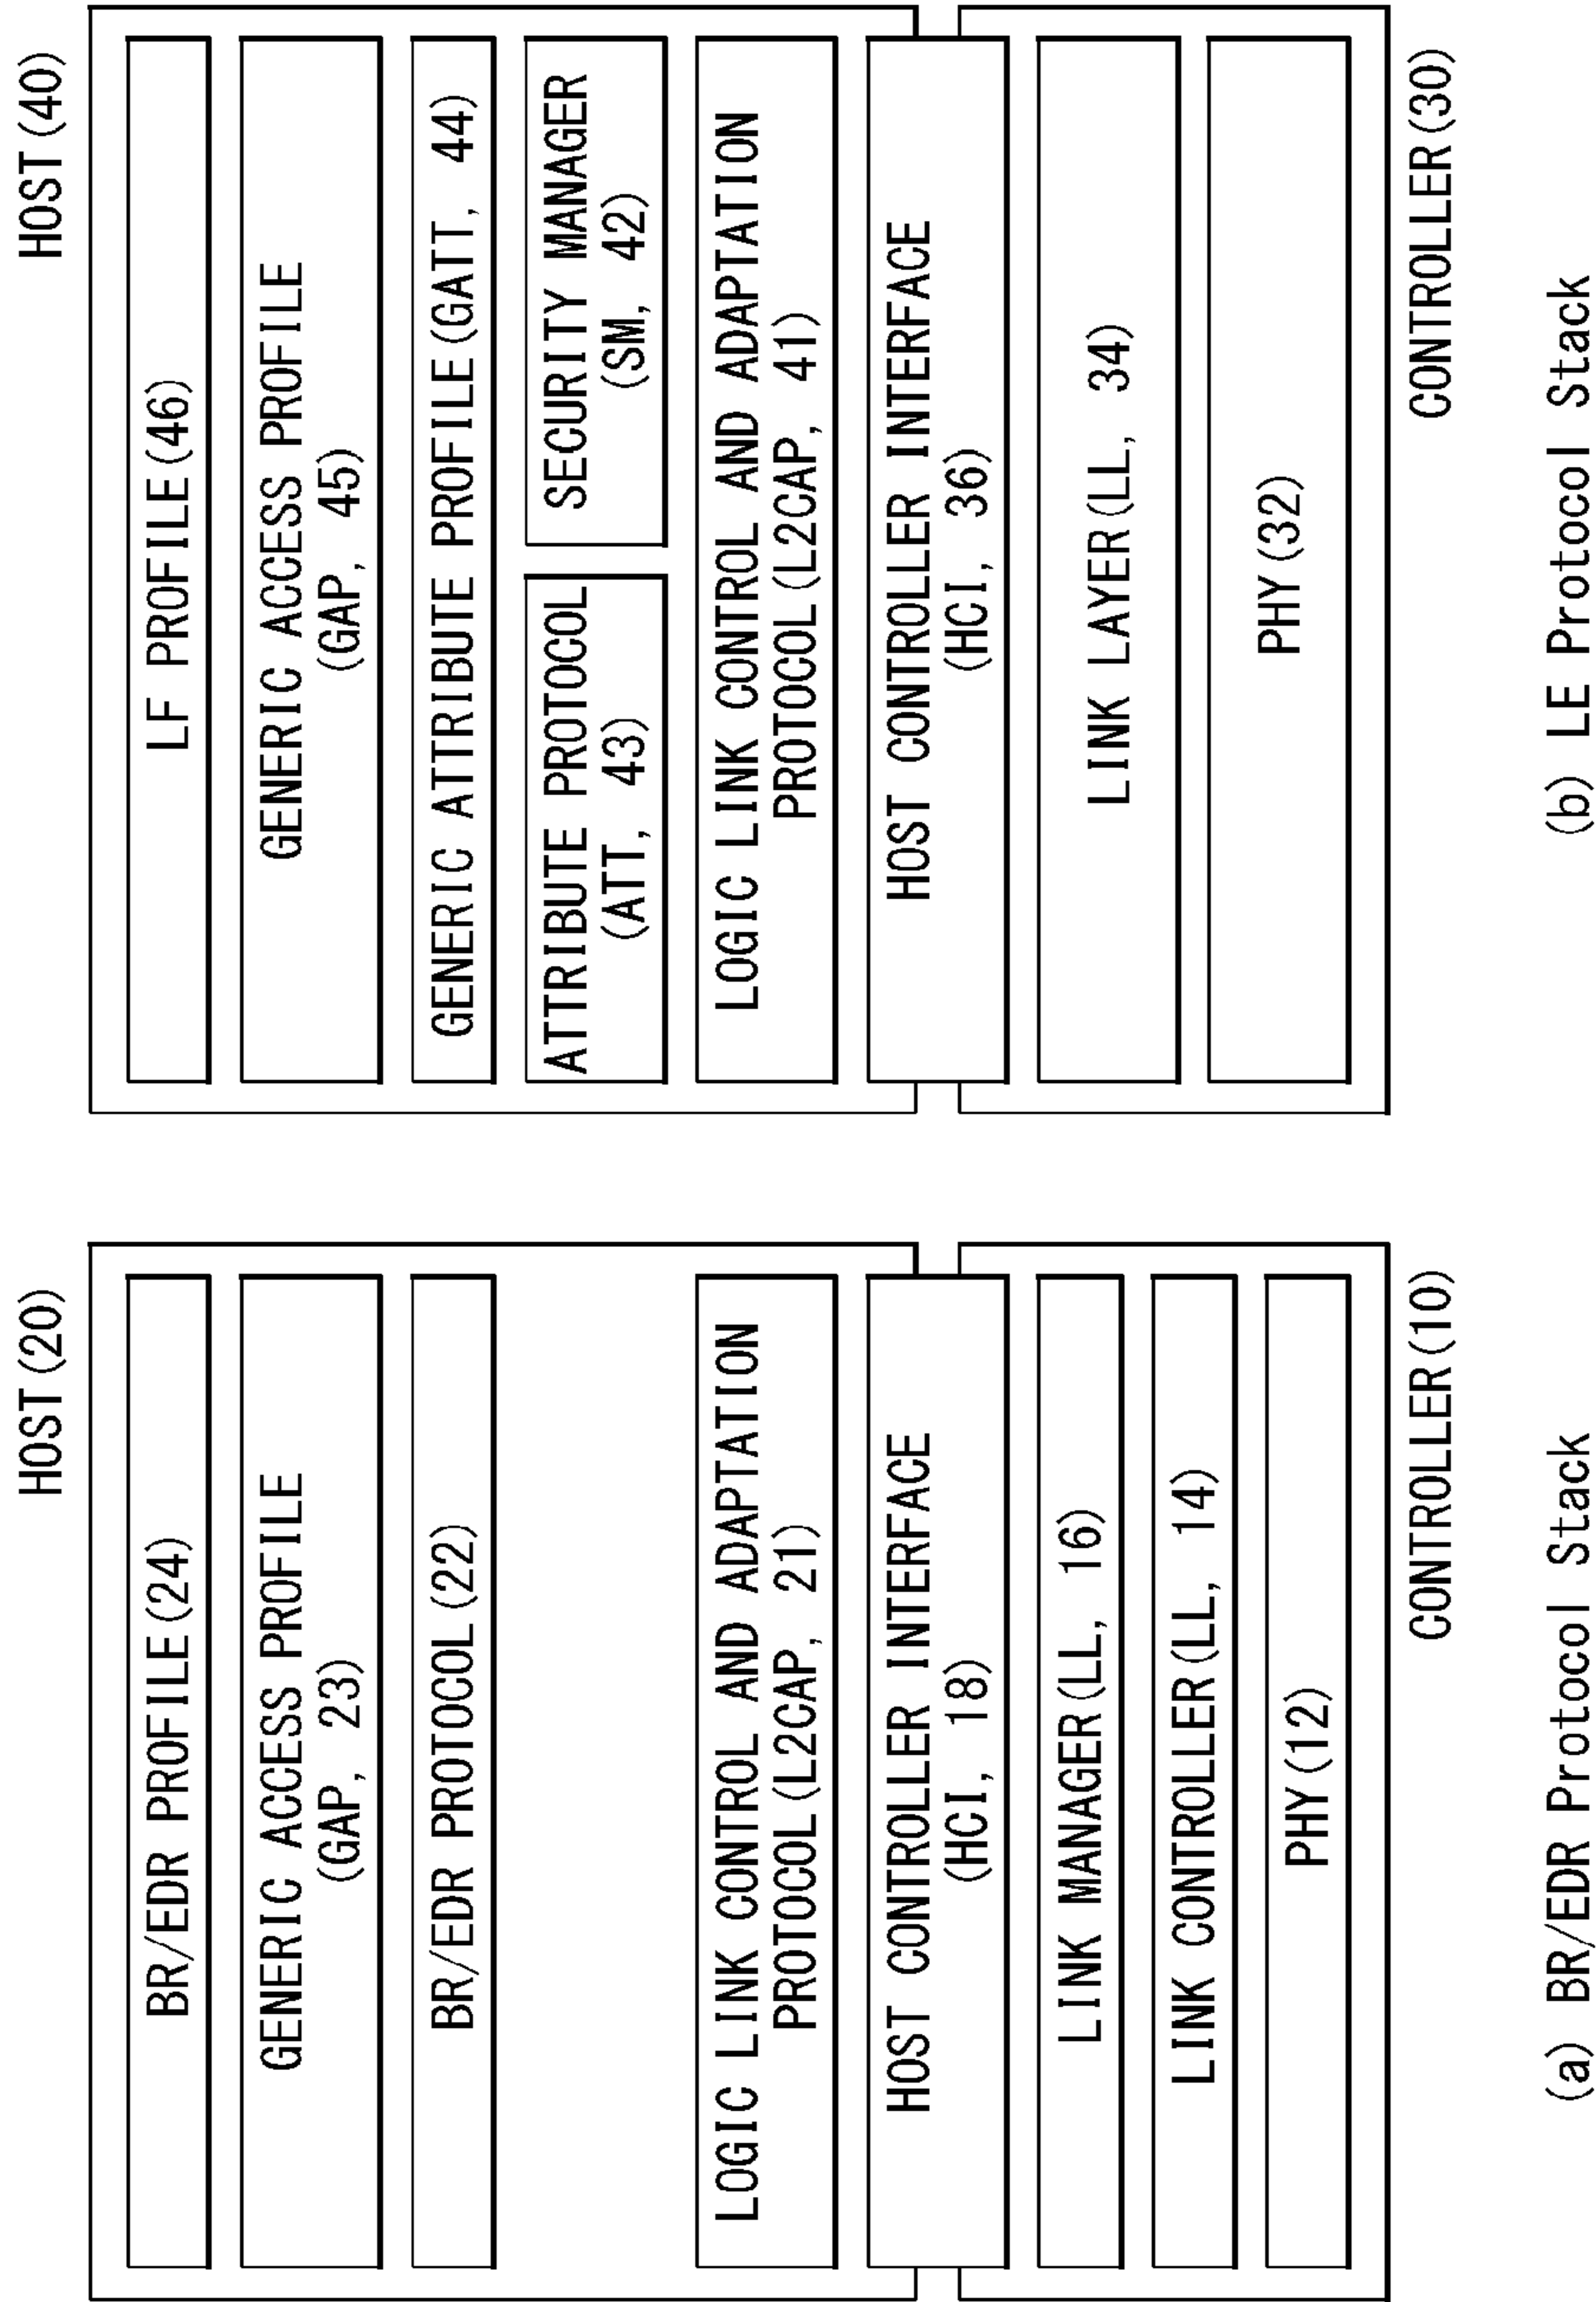 HOST(20)
BR/EDR PROFILE(24)
GENERIC ACCESS PROFILE
(GAP, 23)
BR/EDR PROTOCOL(22)
LOGIC LINK CONTROL AND ADAPTATION
PROTOCOL(L2CAP, 21)
HOST CONTROLLER INTERFACE
(HCI, 18)
LINK MANAGER(LL, 16)
LINK CONTROLLER(LL, 14)
PHY(12)
CONTROLLER(10)
(a) BR/EDR Protocol Stack
HOST(40)
LF PROFILE(46)
GENERIC ACCESS PROFILE
(GAP, 45)
GENERIC ATTRIBUTE PROFILE(GATT, 44)
ATTRIBUTE PROTOCOL
(ATT, 43)
SECURITY MANAGER
(SM, 42)
LOGIC LINK CONTROL AND ADAPTATION
PROTOCOL(L2CAP, 41)
HOST CONTROLLER INTERFACE
(HCI, 36)
LINK LAYER(LL, 34)
PHY(32)
CONTROLLER(30)
(b) LE Protocol Stack